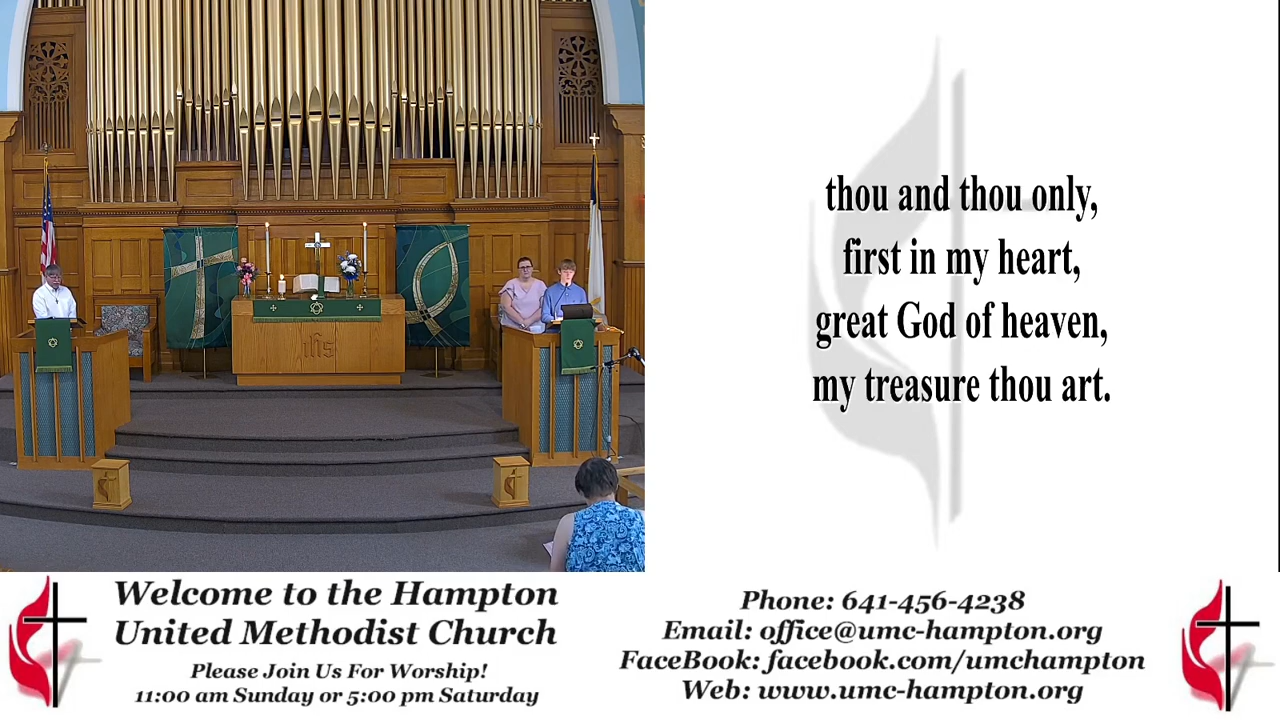 ihs
thou and thou only,
first in my heart,
great God of heaven,
my treasure thou art.
Welcome to the Hampton
United Methodist Church
Please Join Us For Worship!
11:00 am Sunday or 5:00 pm Saturday
Phone: 641-456-4238
Email: office@umc-hampton.org
FaceBook: facebook.com/umchampton
Web: www.umc-hampton.org